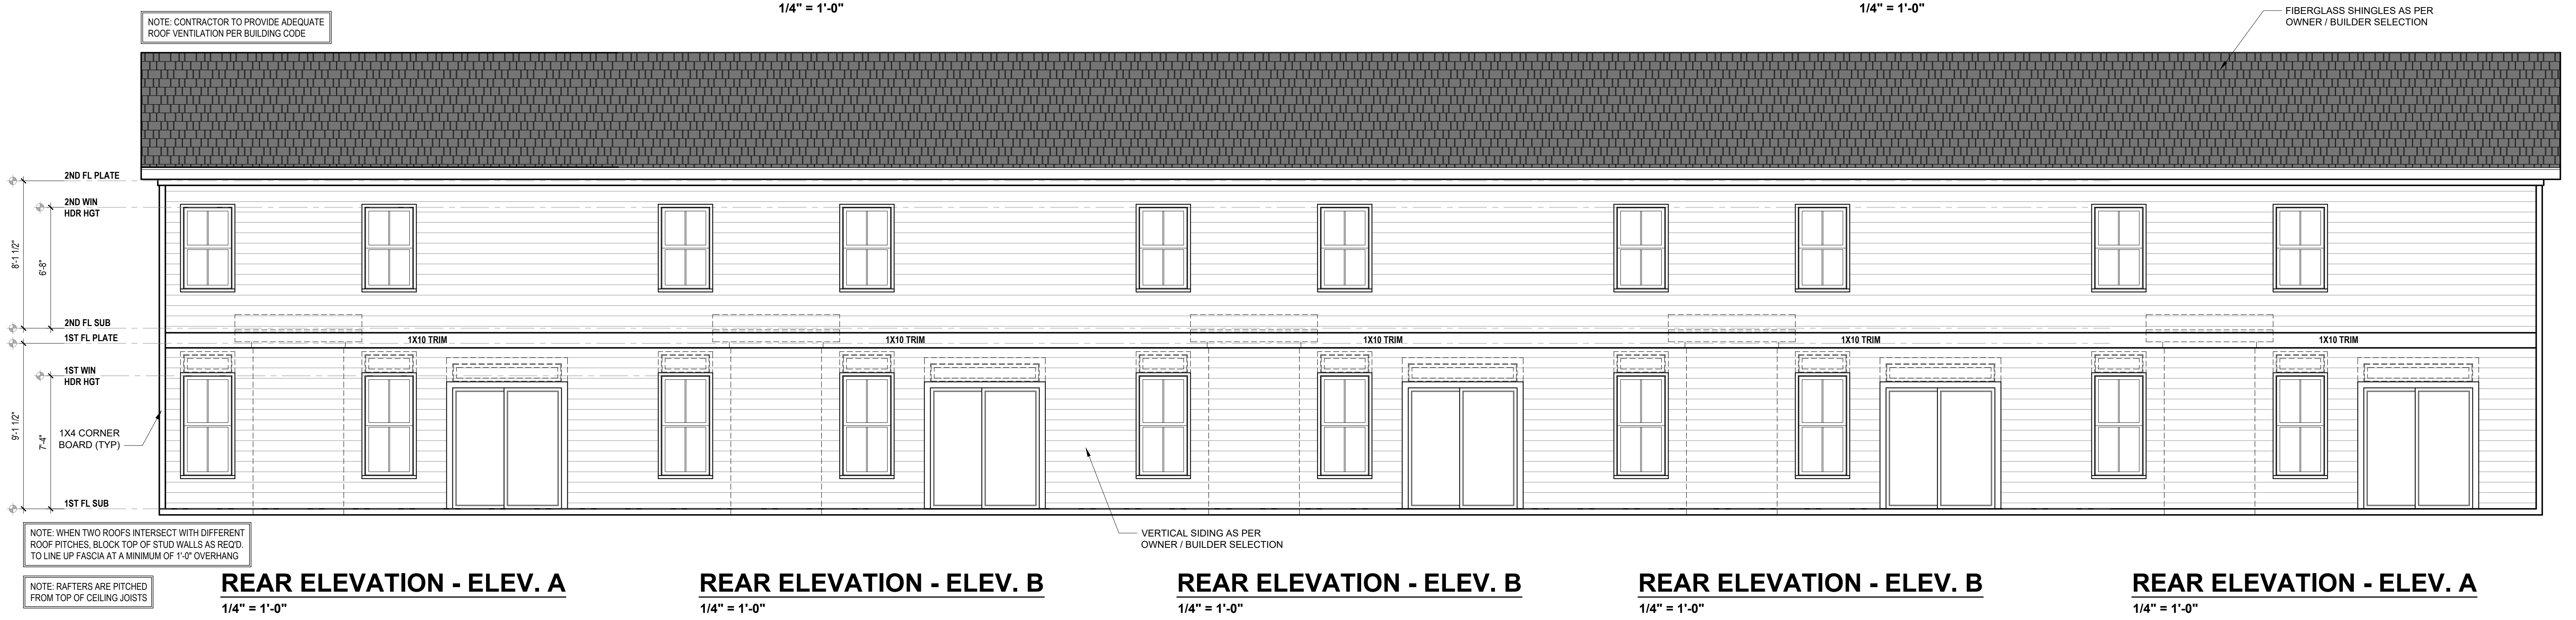 1/4" = 1'-0"
1/4" = 1'-0"
NOTE: CONTRACTOR TO PROVIDE ADEQUATE
ROOF VENTILATION PER BUILDING CODE
FIBERGLASS SHINGLES AS PER
OWNER / BUILDER SELECTION
2ND FL PLATE
2ND WIN
HDR HGT
8'-1 1/2"
6'-8"
2ND FL SUB
1ST FL PLATE
1X10 TRIM
1X10 TRIM
1X10 TRIM
1X10 TRIM
1X10 TRIM
1ST WIN
HDR HGT
9'-1 1/2"
7'-4"
1X4 CORNER
BOARD (TYP)
1ST FL SUB
VERTICAL SIDING AS PER
OWNER / BUILDER SELECTION
NOTE: WHEN TWO ROOFS INTERSECT WITH DIFFERENT
ROOF PITCHES, BLOCK TOP OF STUD WALLS AS REQ'D.
TO LINE UP FASCIA AT A MINIMUM OF 1'-0" OVERHANG
NOTE: RAFTERS ARE PITCHED
FROM TOP OF CEILING JOISTS
REAR ELEVATION - ELEV. A
1/4" = 1'-0"
REAR ELEVATION - ELEV. B
1/4" = 1'-0"
REAR ELEVATION - ELEV. B
1/4" = 1'-0"
REAR ELEVATION - ELEV. B
1/4" = 1'-0"
REAR ELEVATION - ELEV. A
1/4" = 1'-0"